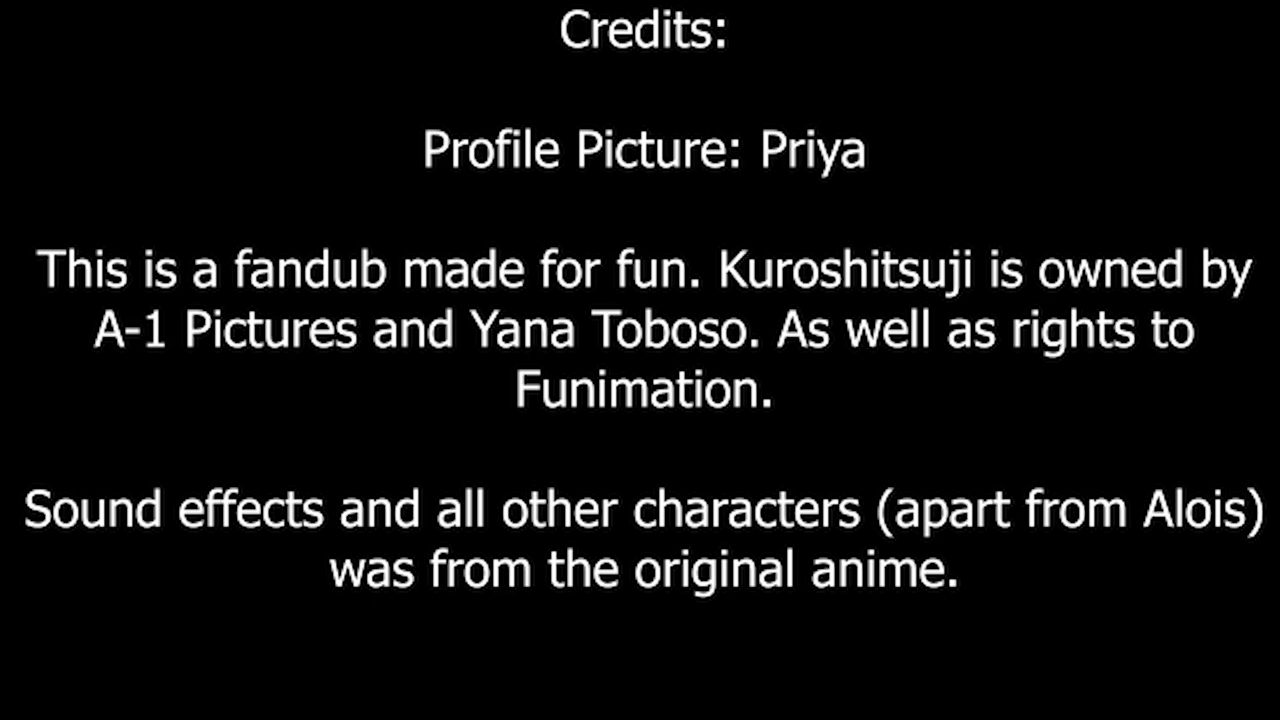 Credits:
Profile Picture: Priya
This is a fandub made for fun. Kuroshitsuji is owned by
A-1 Pictures and Yana Toboso. As well as rights to
Funimation.
Sound effects and all other characters (apart from Alois)
was from the original anime.